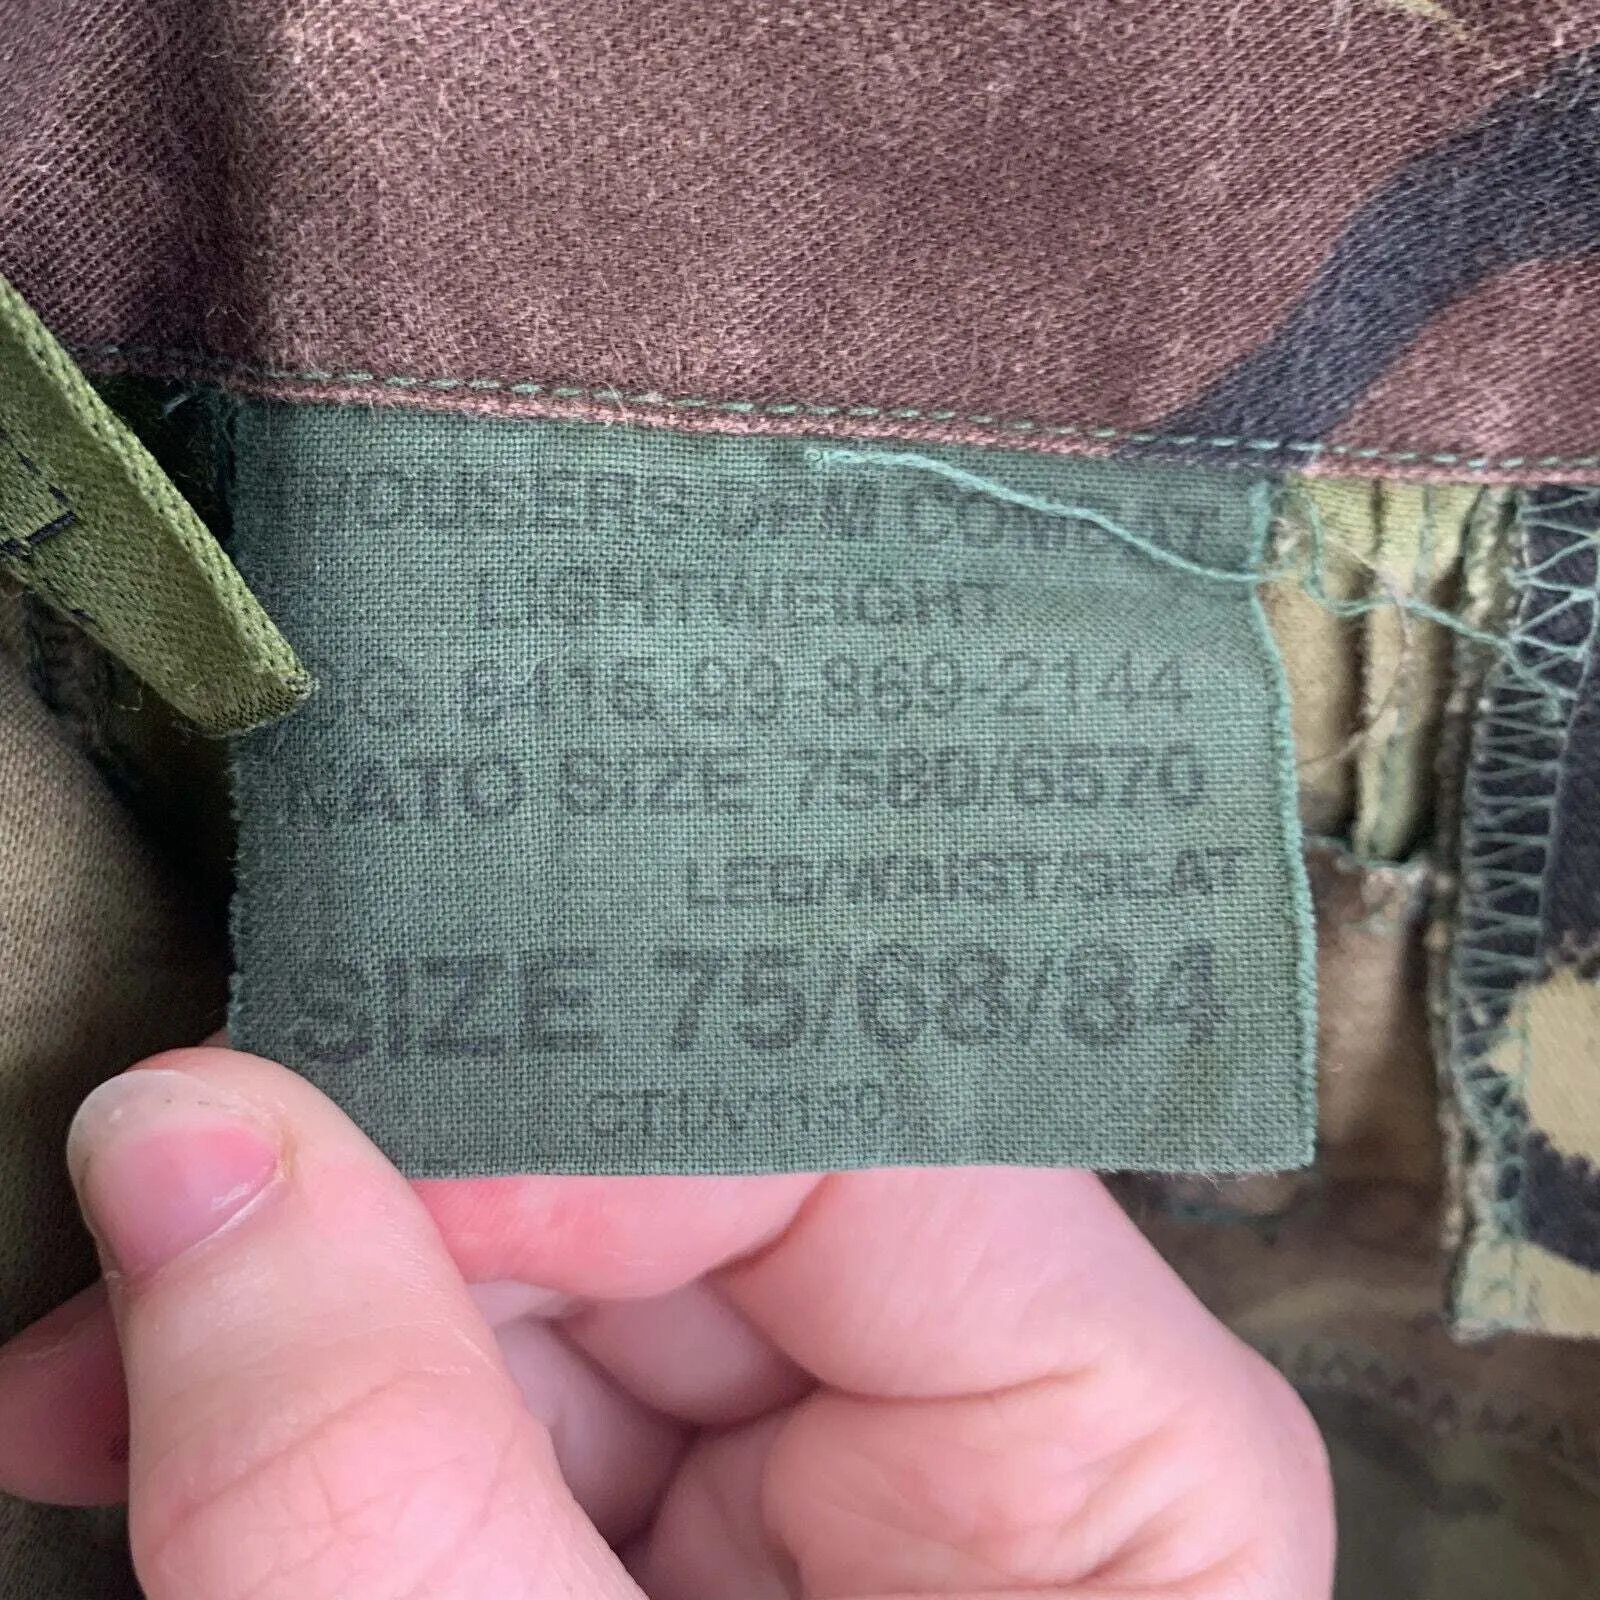 TROUSERS DPM COMBAT
LIGHTWEIGHT
8415 99-869-2144
NATO SIZE 7580/6570
LEG/WAIST/SEAT
SIZE 75/68/84